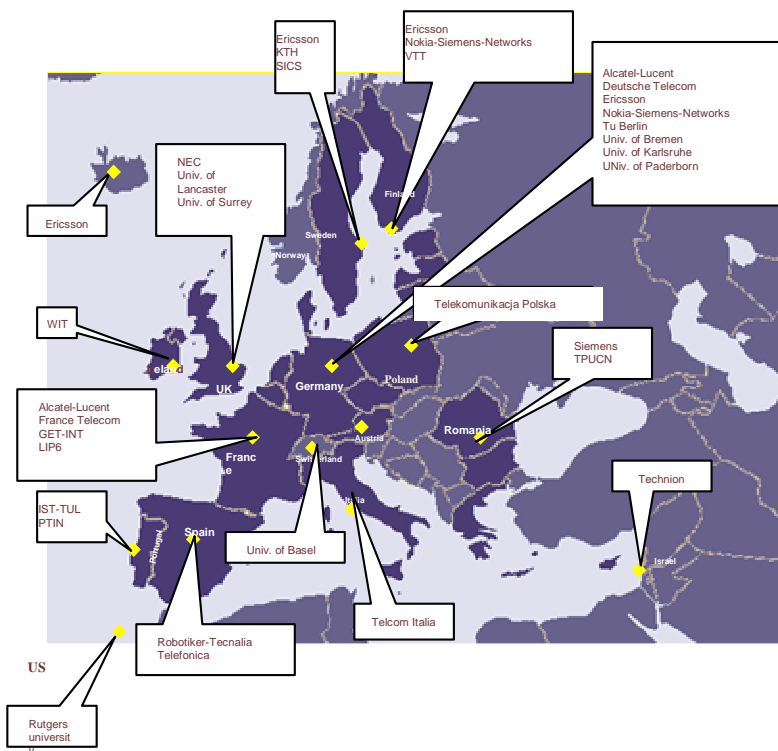 Ericsson
KTH
SICS
Ericsson
Nokia-Siemens-Networks
VTT
Alcatel-Lucent
Deutsche Telecom
Ericsson
Nokia-Siemens-Networks
Tu Berlin
Univ. of Bremen
Univ. of Karlsruhe
UNiv. of Paderborn
NEC
Univ. of
Lancaster
Univ. of Surrey
Ericsson
Finland
Sweden
Norway
Telekomunikacja Polska
WIT
Siemens
TPUCN
eland
UK
Germany
Poland
Alcatel-Lucent
France Telecom
GET-INT
LIP6
Franc
e
Austria
Romania
Switzerland
Technion
IST-TUL
PTIN
Italia
Spain
Portugal
Univ. of Basel
Israel
Telcom Italia
Robotiker-Tecnalia
Telefonica
US
Rutgers
universit